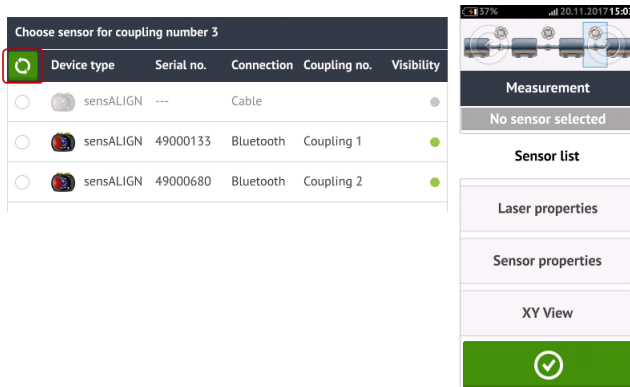 Choose sensor for coupling number 3
Device type Serial no. Connection Coupling no. Visibility
sensALIGN --- Cable
sensALIGN 49000133 Bluetooth Coupling 1
sensALIGN 49000680 Bluetooth Coupling 2
37% 20.11.2017 15:03
Measurement
No sensor selected
Sensor list
Laser properties
Sensor properties
XY View